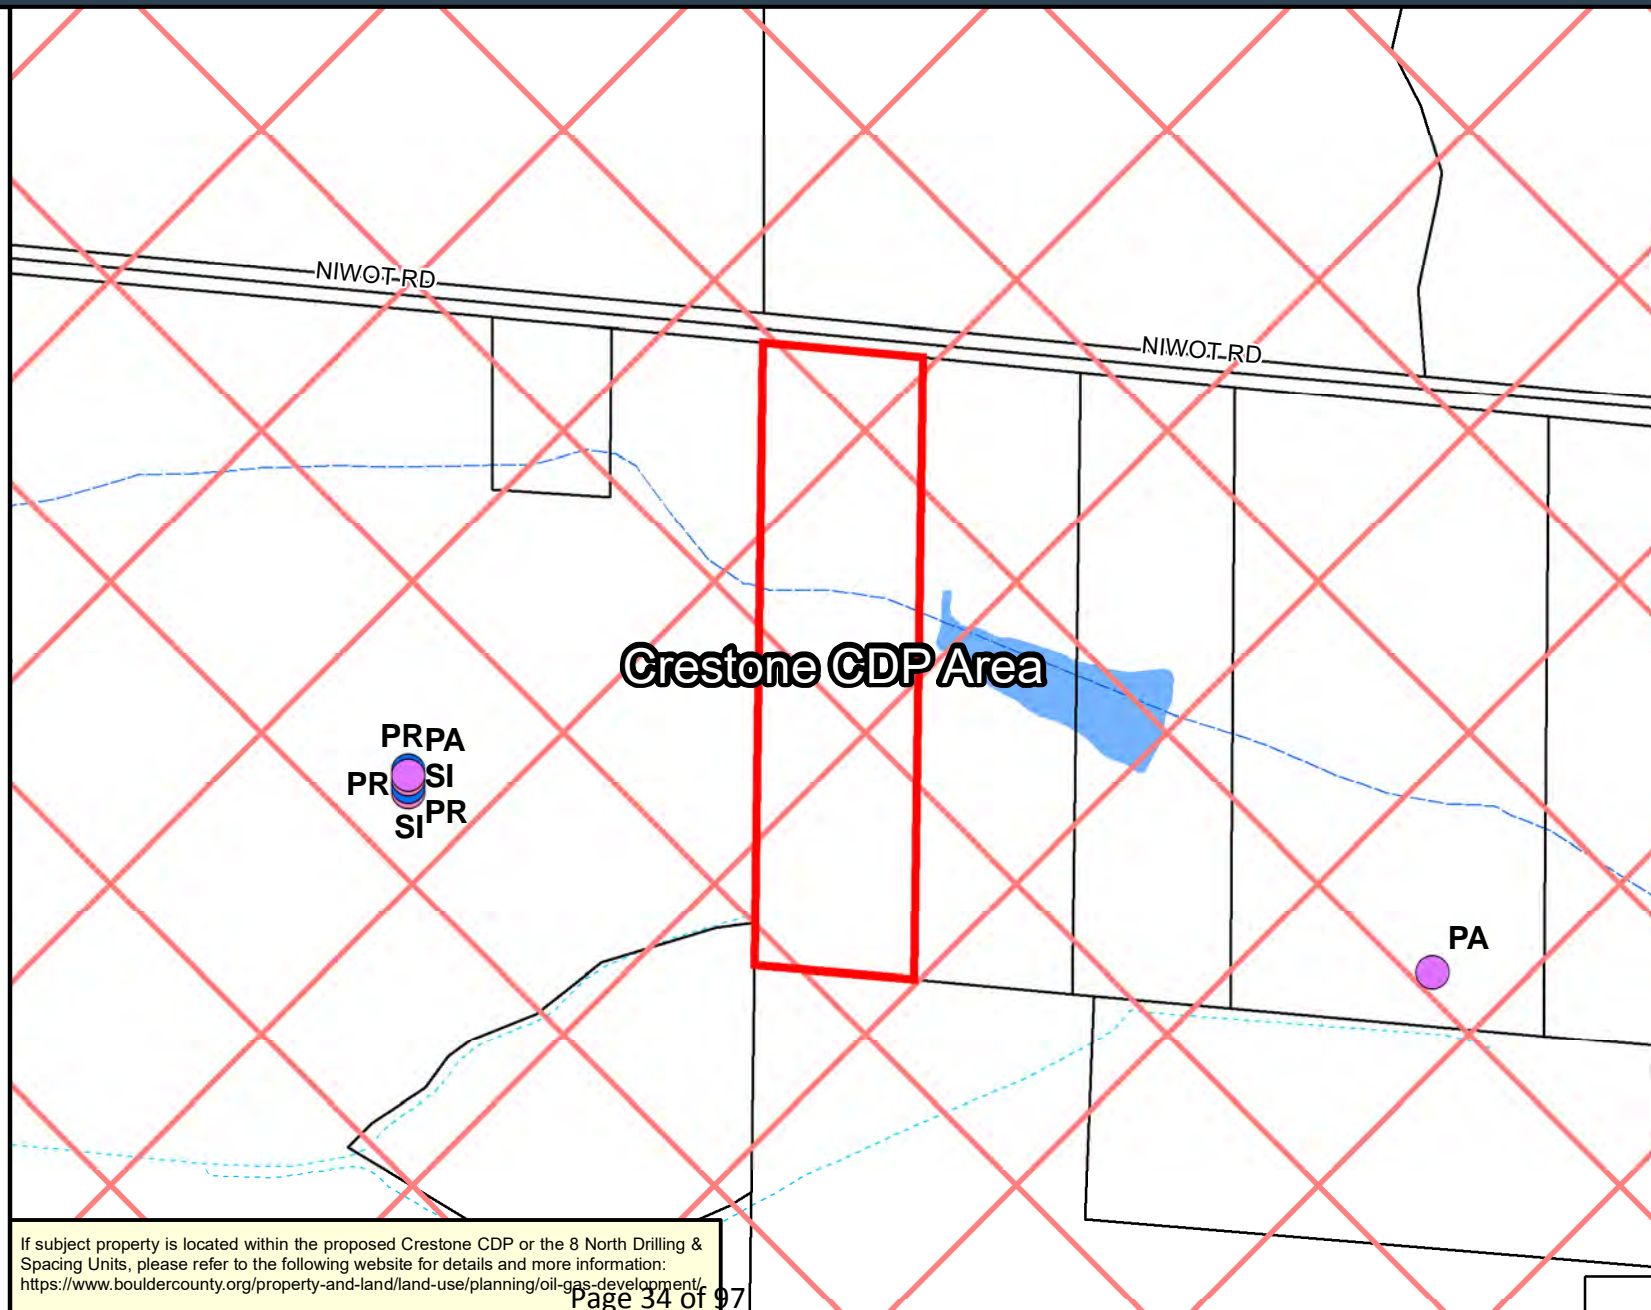 NIWOT RD
NIWOT RD
Crestone CDP Area
PR PA
PR SI
SI PR
PA
If subject property is located within the proposed Crestone CDP or the 8 North Drilling &
Spacing Units, please refer to the following website for details and more information:
https://www.bouldercounty.org/property-and-land/land-use/planning/oil-gas-development/
Page 34 of 97